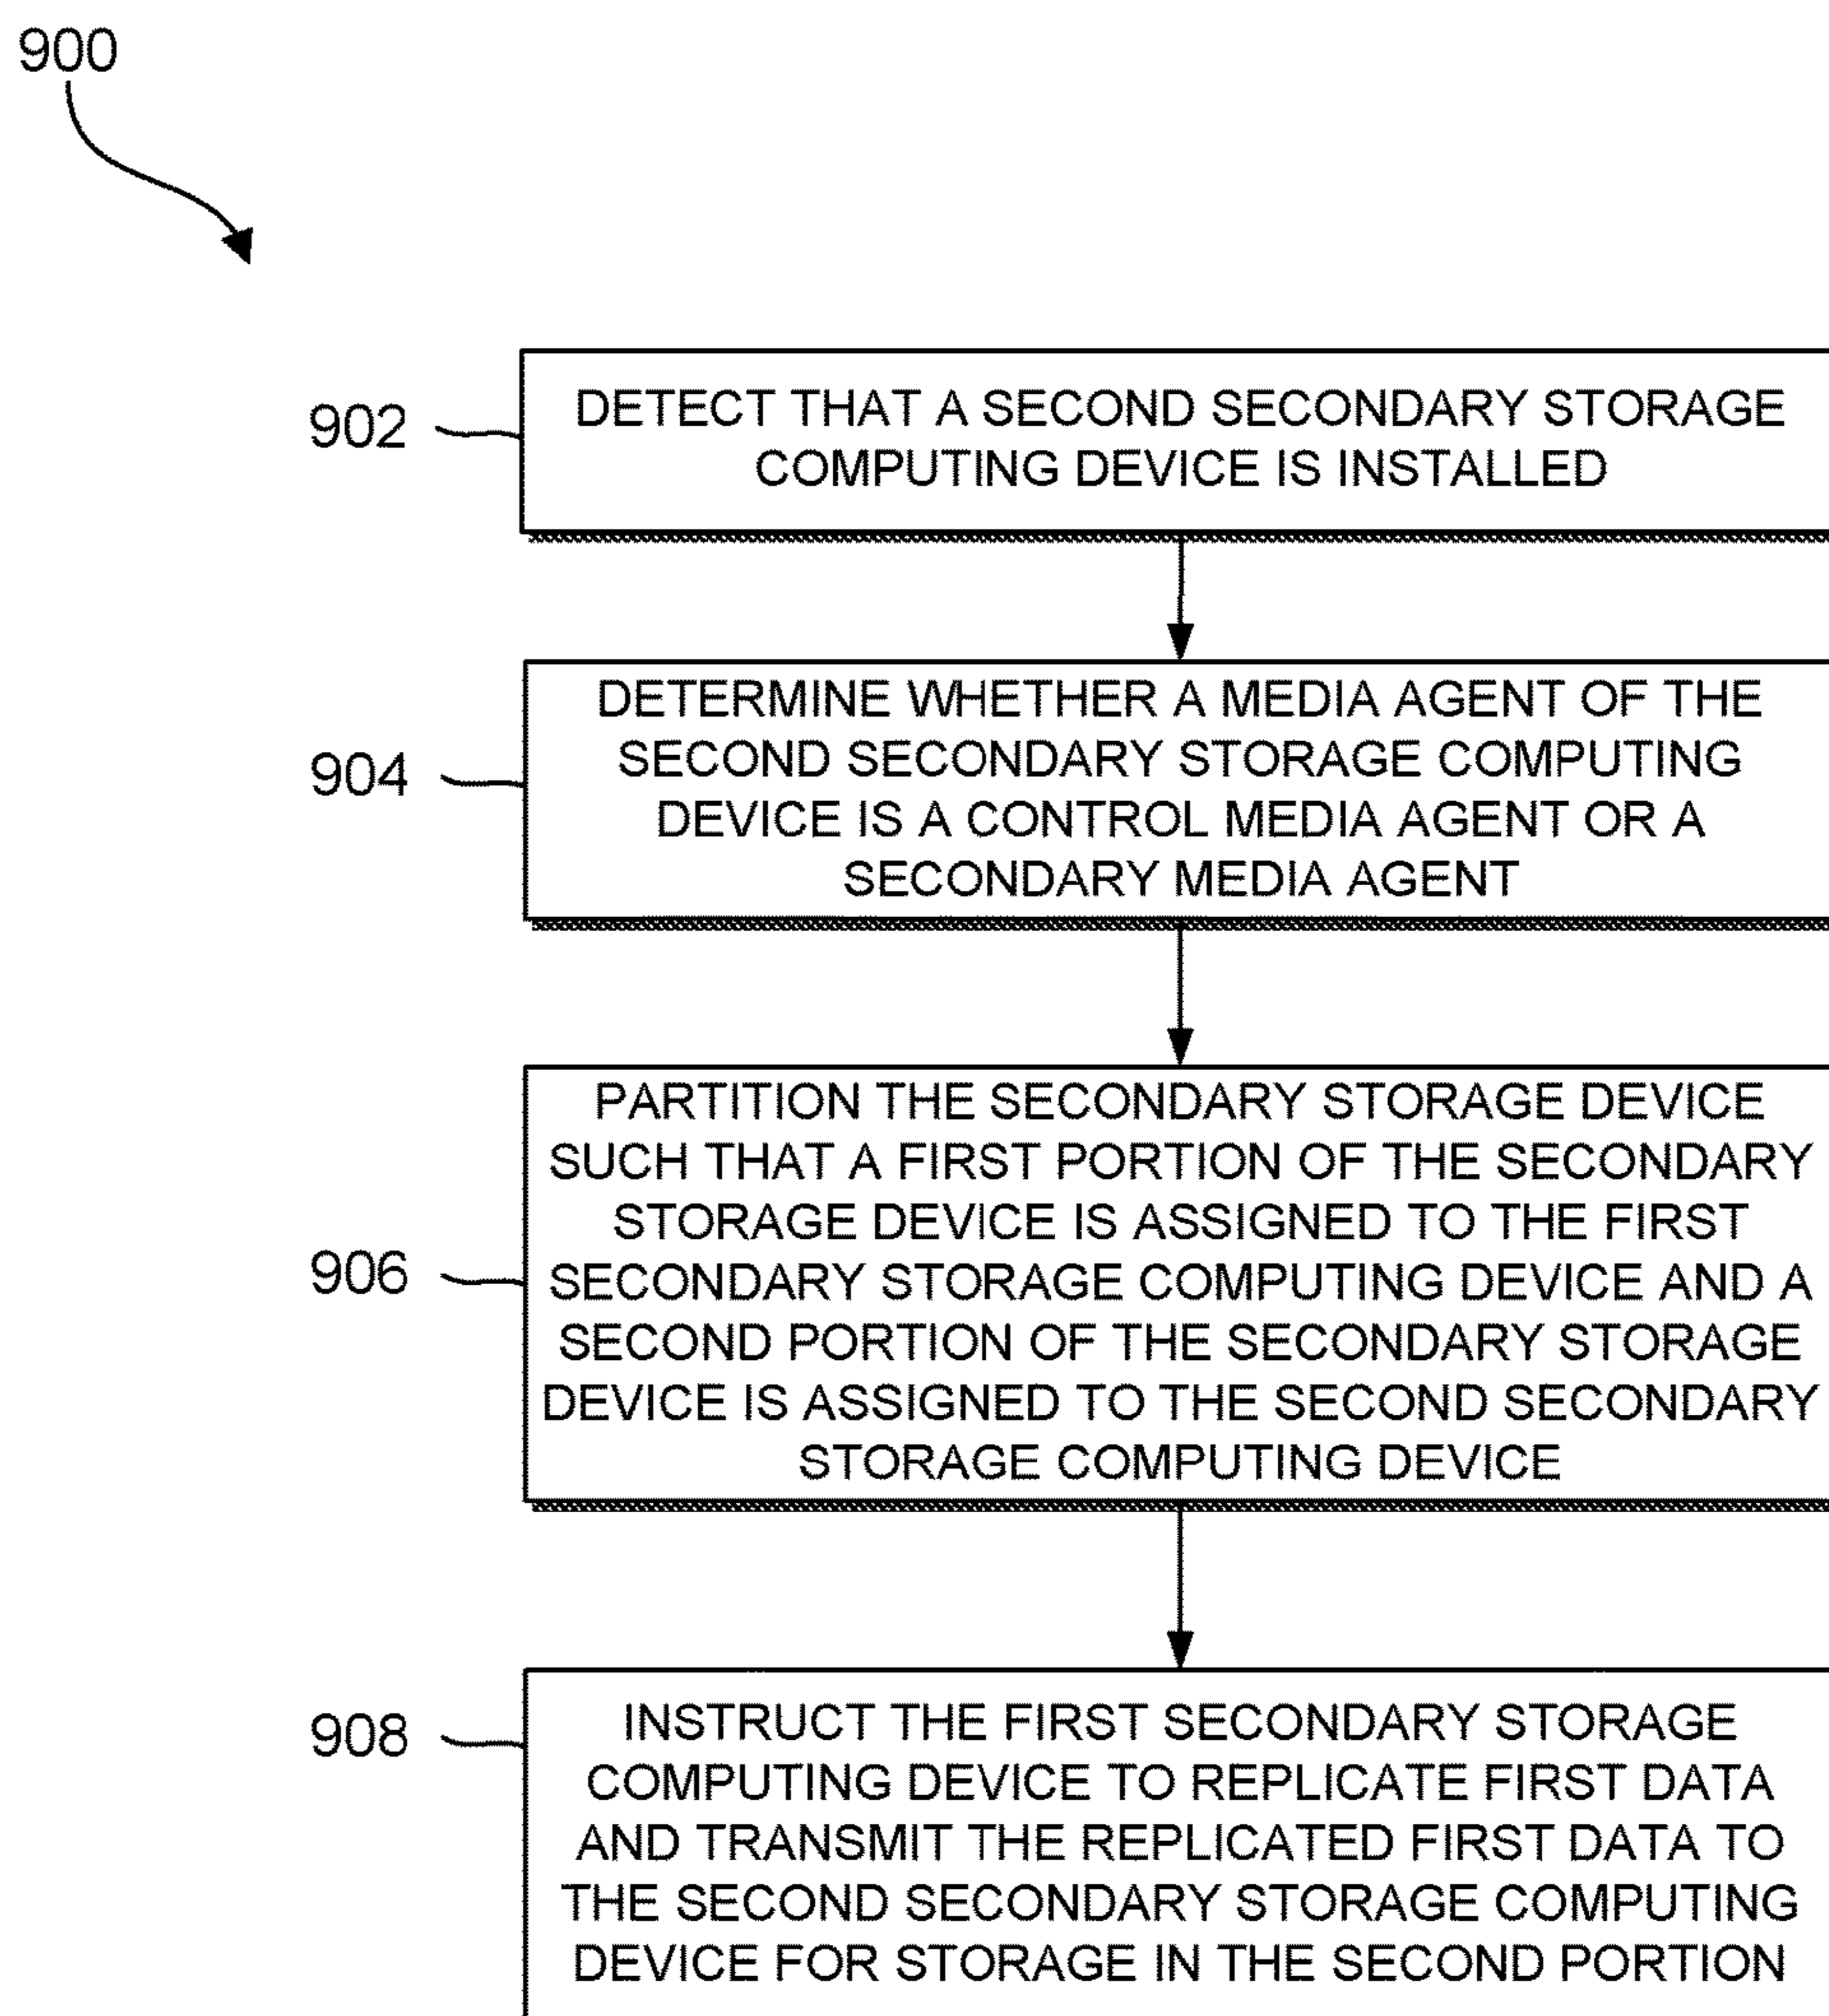 900
902
DETECT THAT A SECOND SECONDARY STORAGE
COMPUTING DEVICE IS INSTALLED
904
DETERMINE WHETHER A MEDIA AGENT OF THE
SECOND SECONDARY STORAGE COMPUTING
DEVICE IS A CONTROL MEDIA AGENT OR A
SECONDARY MEDIA AGENT
906
PARTITION THE SECONDARY STORAGE DEVICE
SUCH THAT A FIRST PORTION OF THE SECONDARY
STORAGE DEVICE IS ASSIGNED TO THE FIRST
SECONDARY STORAGE COMPUTING DEVICE AND A
SECOND PORTION OF THE SECONDARY STORAGE
DEVICE IS ASSIGNED TO THE SECOND SECONDARY
STORAGE COMPUTING DEVICE
908
INSTRUCT THE FIRST SECONDARY STORAGE
COMPUTING DEVICE TO REPLICATE FIRST DATA
AND TRANSMIT THE REPLICATED FIRST DATA TO
THE SECOND SECONDARY STORAGE COMPUTING
DEVICE FOR STORAGE IN THE SECOND PORTION